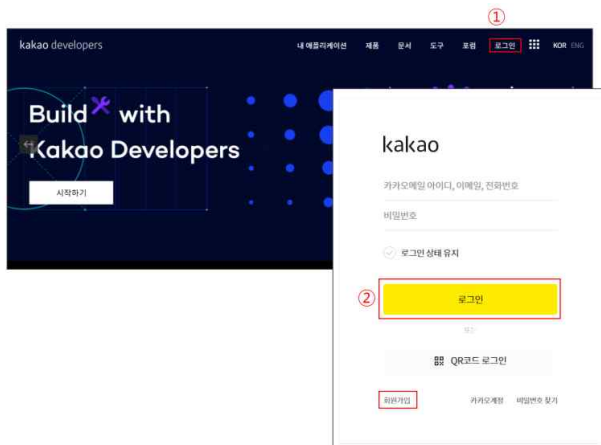 ①
kakao developers 내 애플리케이션 제품 문서 도구 포럼 로그인 KOR ENG
Build with
Kakao Developers
시작하기
kakao
카카오메일 아이디, 이메일, 전화번호
비밀번호
로그인 상태 유지
② 로그인
또는
QR코드 로그인
회원가입 카카오계정 비밀번호 찾기